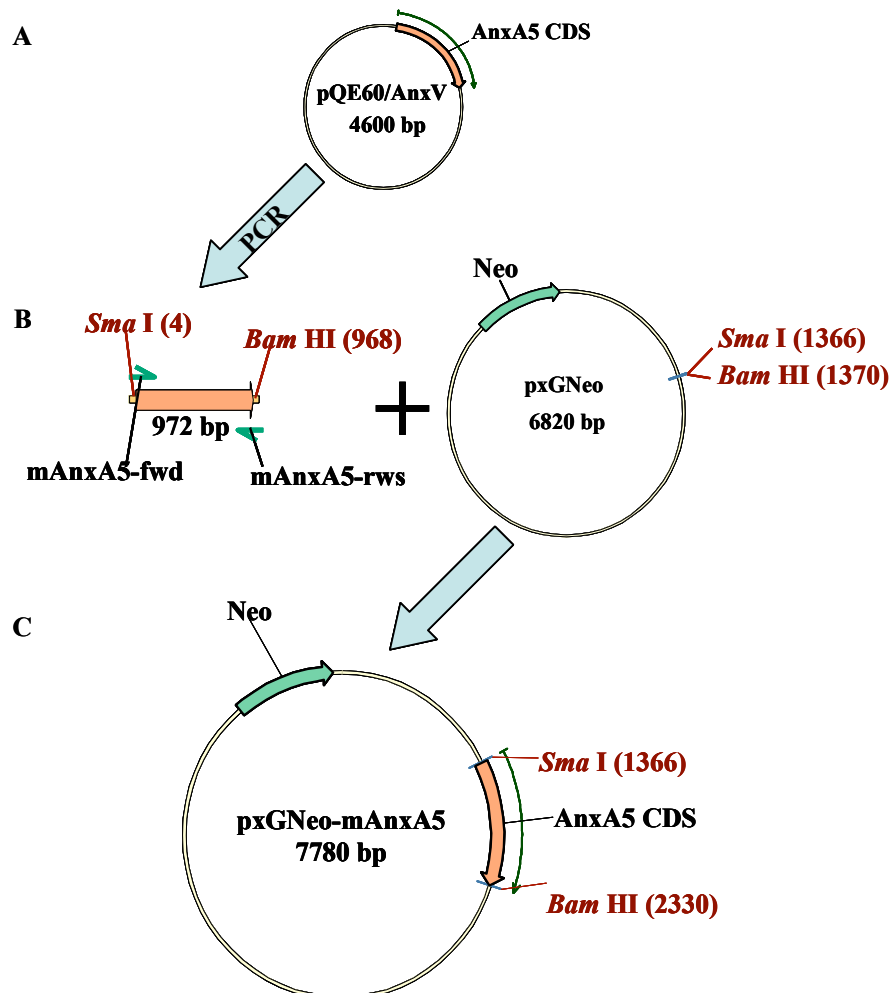 A
AnxA5 CDS
pQE60/AnxV
4600 bp
PCR
B
Sma I (4)
Bam HI (968)
972 bp
mAnxA5-fwd
mAnxA5-rws
+
Neo
Sma I (1366)
Bam HI (1370)
pxGNeo
6820 bp
C
Neo
Sma I (1366)
AnxA5 CDS
pxGNeo-mAnxA5
7780 bp
Bam HI (2330)